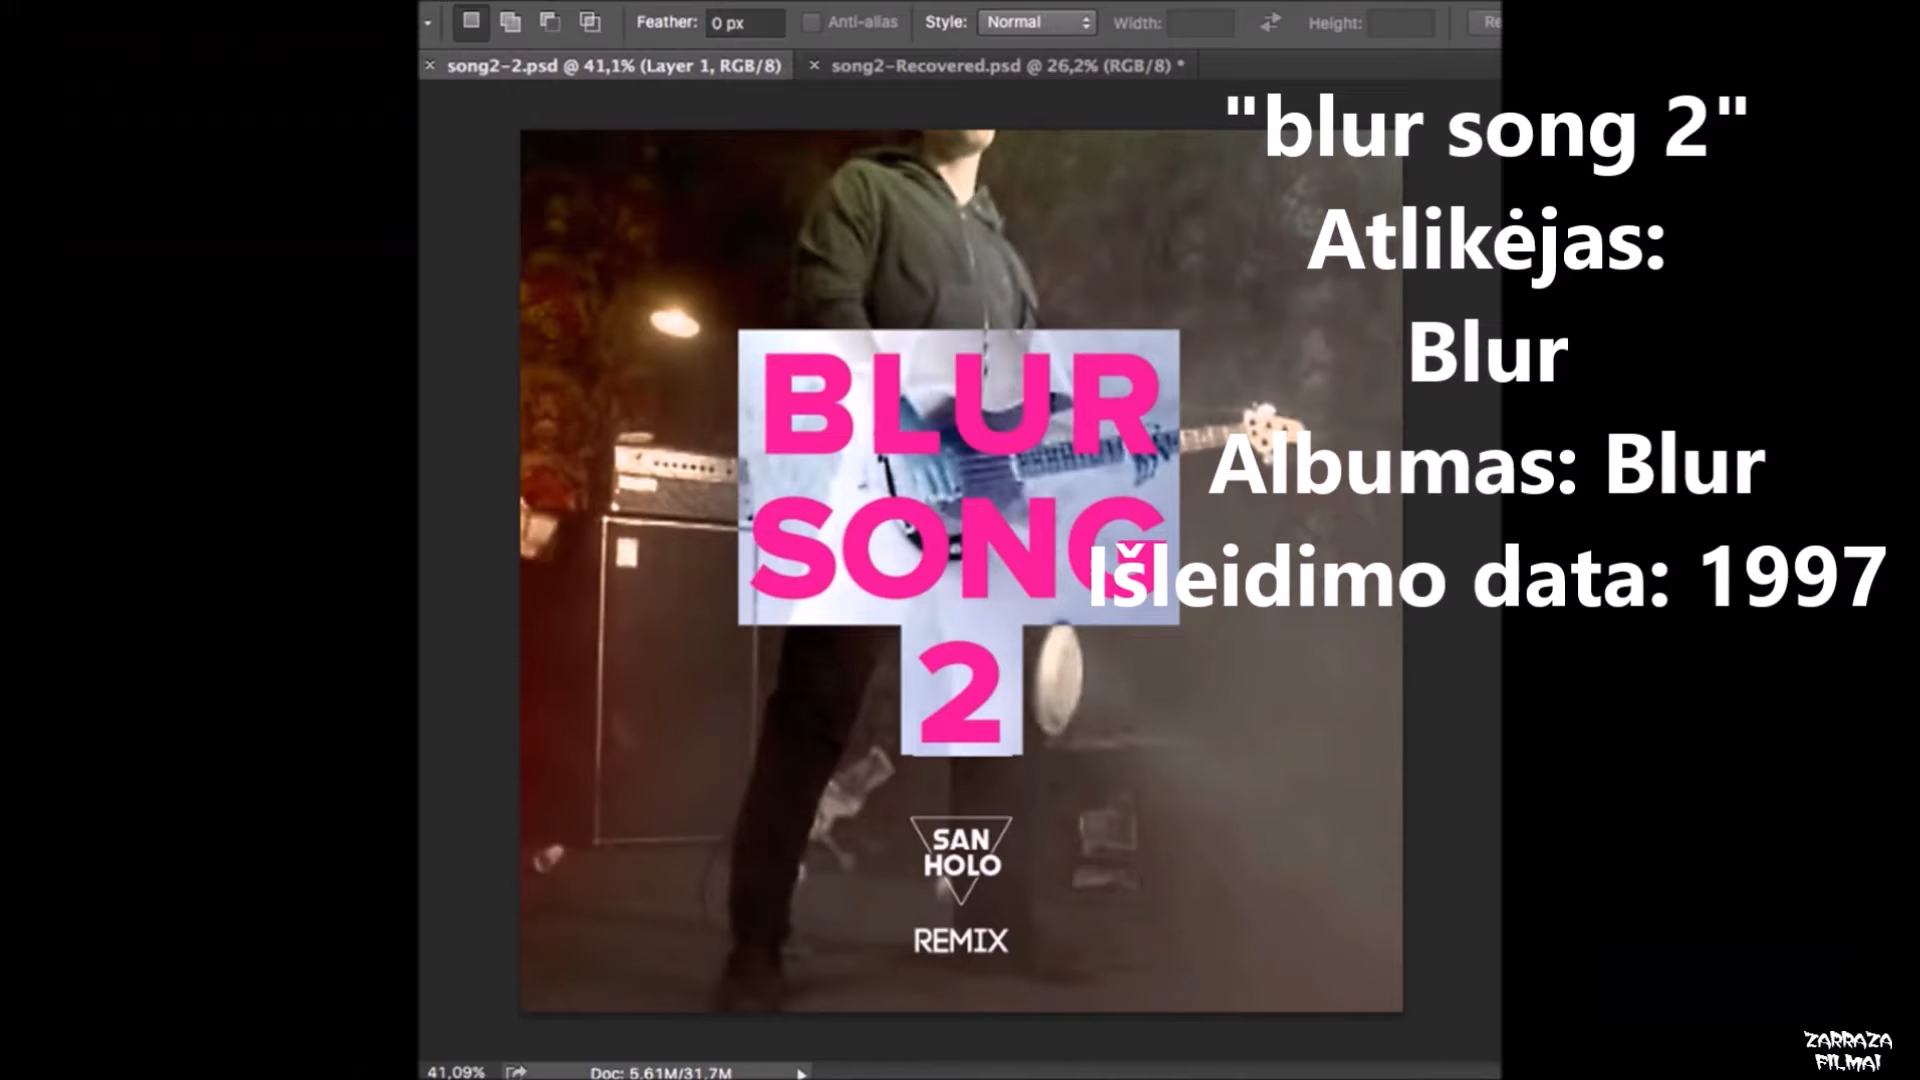 Feather: 0 px Anti-alias Style: Normal Width: Height: Re
× song2-2.psd @ 41,1% (Layer 1, RGB/8) × song2-Recovered.psd @ 26,2% (RGB/8) *
"blur song 2"
Atlikėjas:
Blur
Albumas: Blur
Išleidimo data: 1997
BLUR
SONG
2
SAN
HOLO
REMIX
41,09% Doc: 5,61M/31,7M
ZARRAZA
FILMAI